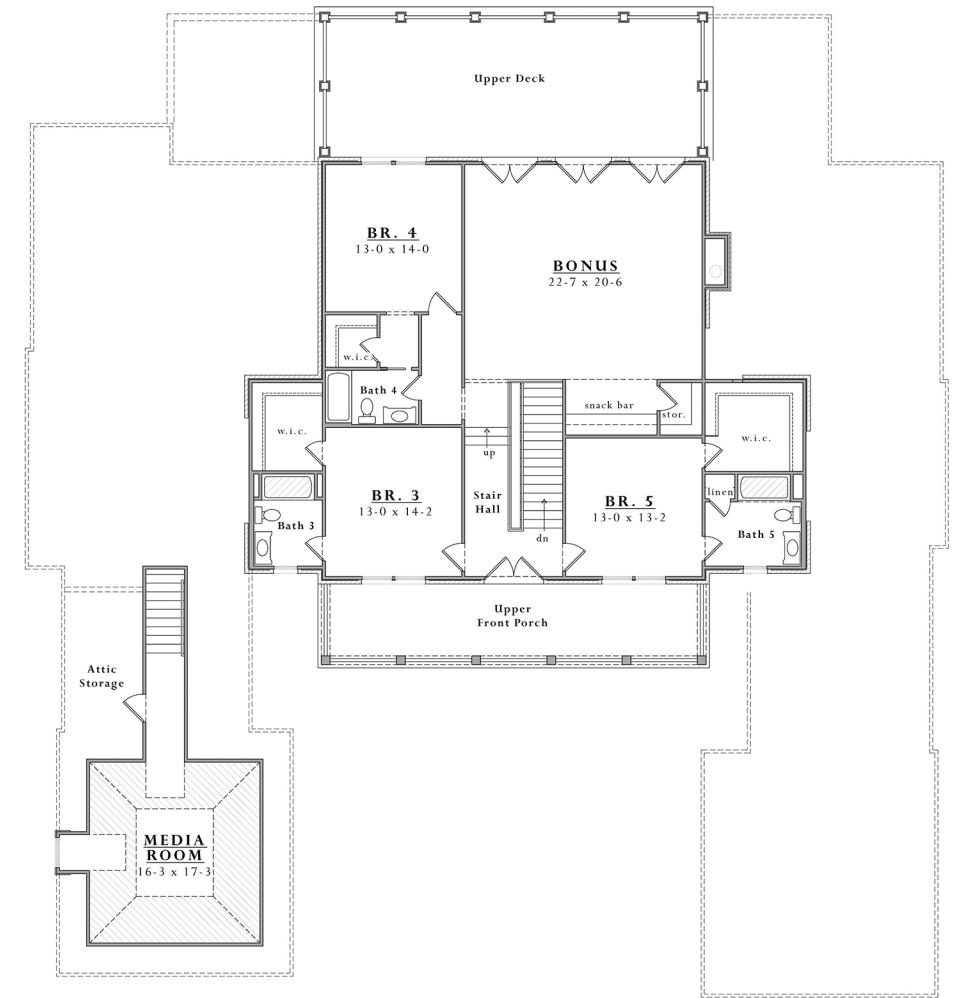 Upper Deck
BR. 4
13-0 x 14-0
BONUS
22-7 x 20-6
w.i.c.
Bath 4
snack bar
stor.
w.i.c.
w.i.c.
up
BR. 3
13-0 x 14-2
Stair
Hall
BR. 5
13-0 x 13-2
linen
Bath 3
dn
Bath 5
Upper
Front Porch
Attic
Storage
MEDIA
ROOM
16-3 x 17-3